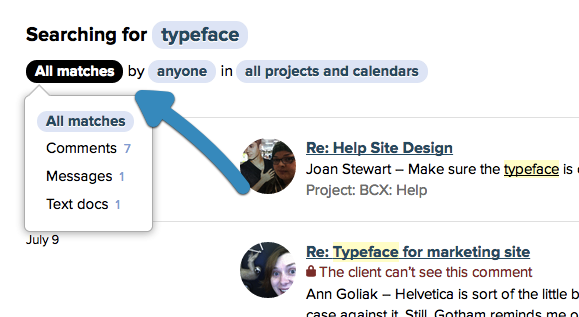 Searching for typeface
All matches by anyone in all projects and calendars
All matches
Comments 7
Messages 1
Text docs 1
Re: Help Site Design
Joan Stewart – Make sure the typeface is
Project: BCX: Help
July 9
Re: Typeface for marketing site
The client can't see this comment
Ann Goliak – Helvetica is sort of the little b
case against it. Still, Gotham reminds me o